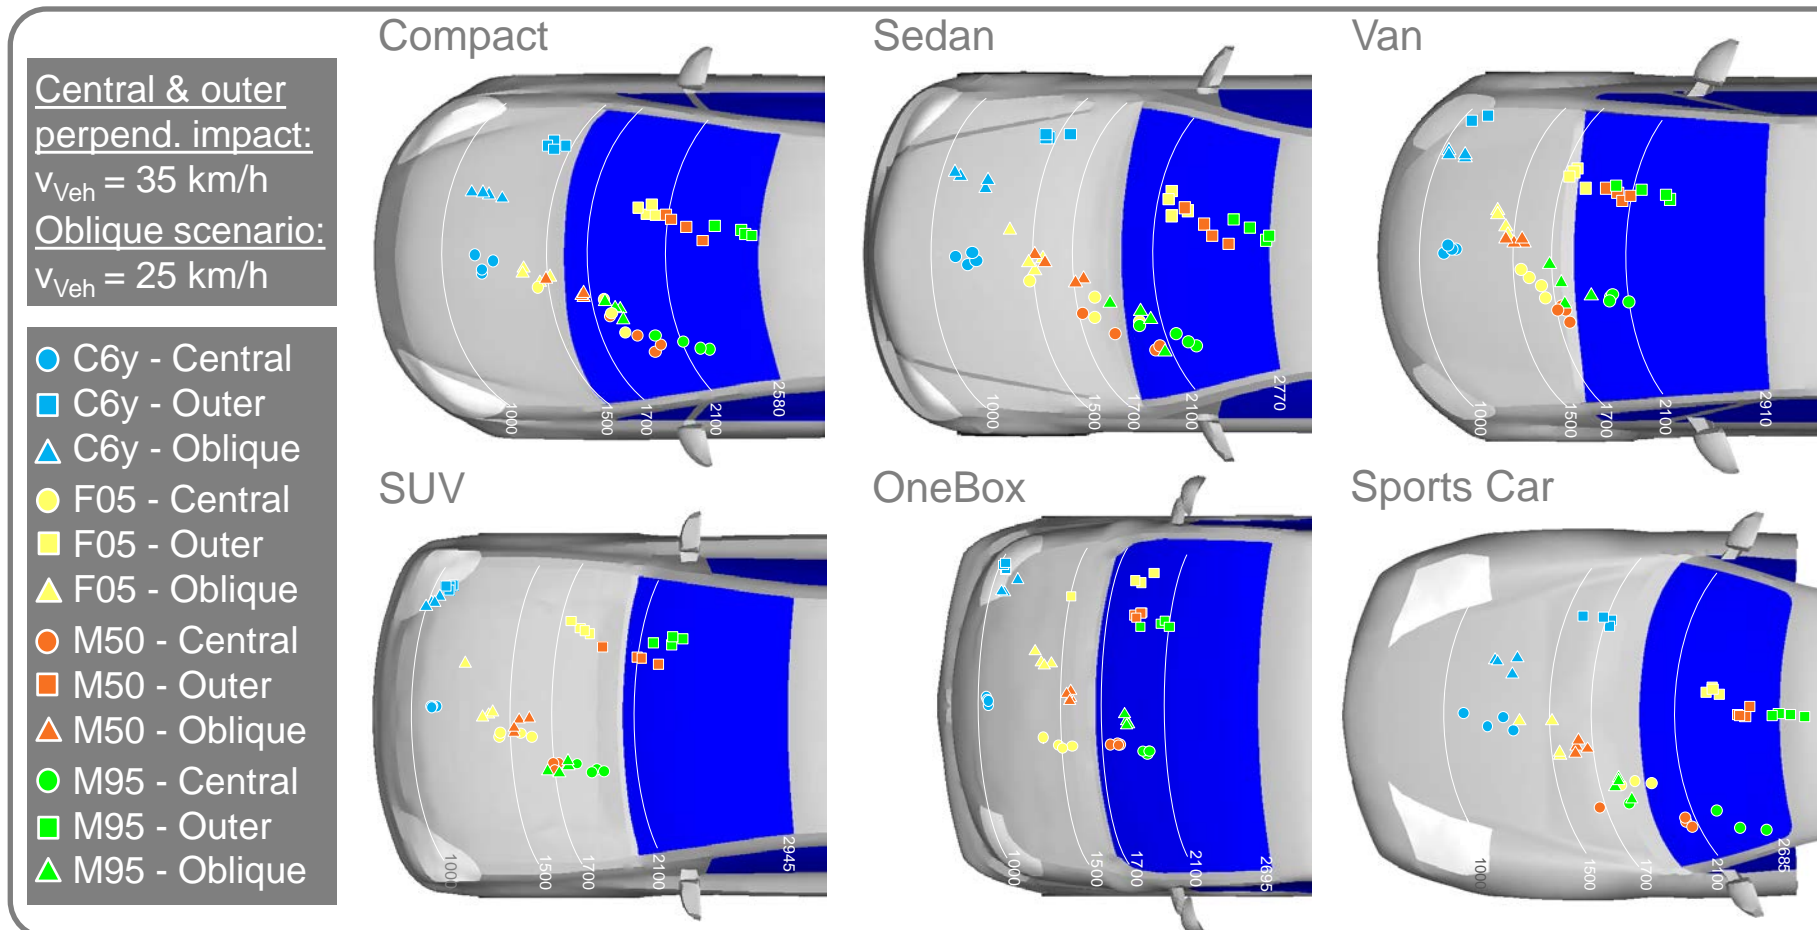 Central & outer
perpend. impact:
vVeh = 35 km/h
Oblique scenario:
vVeh = 25 km/h
C6y - Central
C6y - Outer
C6y - Oblique
F05 - Central
F05 - Outer
F05 - Oblique
M50 - Central
M50 - Outer
M50 - Oblique
M95 - Central
M95 - Outer
M95 - Oblique
Compact
1000
1500
1700
2100
2580
Sedan
1000
1500
1700
2100
2770
Van
1000
1500
1700
2100
2910
SUV
1000
1500
1700
2100
2945
OneBox
1000
1500
1700
2100
2695
Sports Car
1000
1500
1700
2100
2685